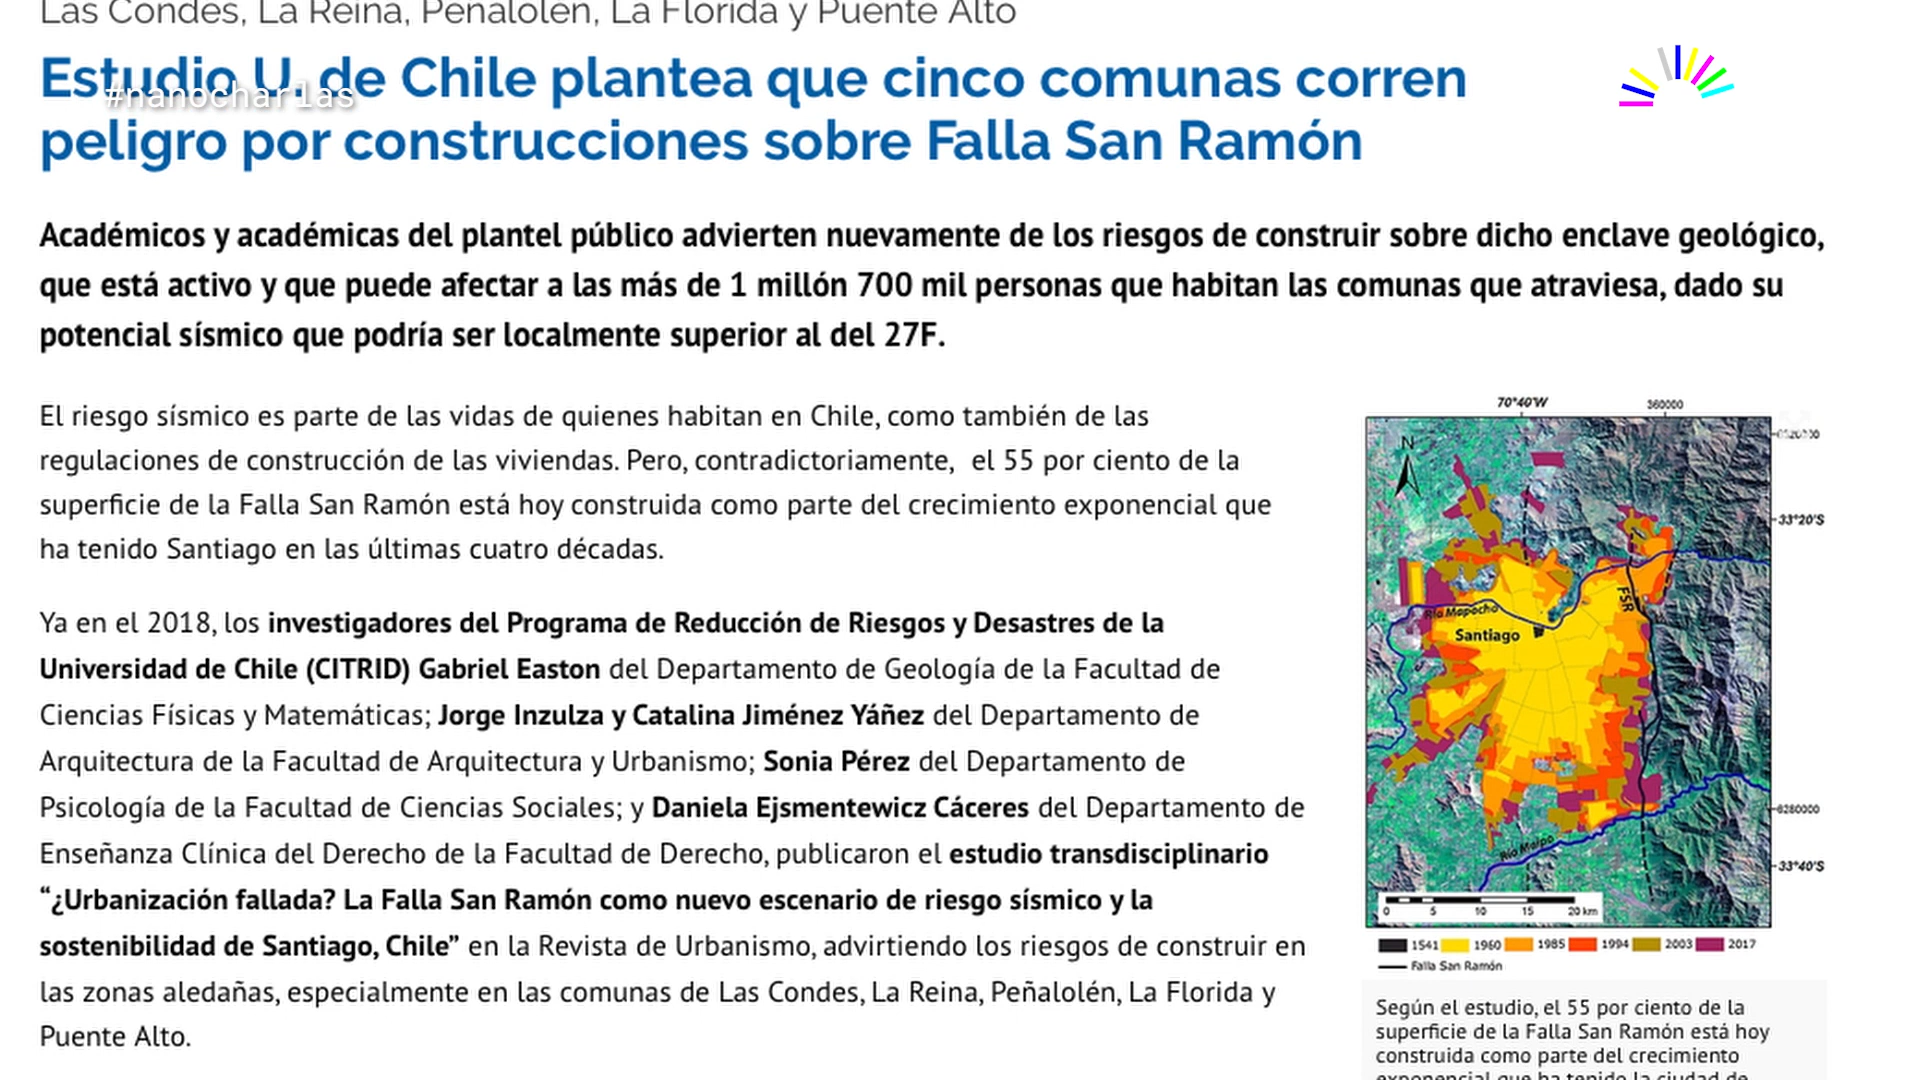 Las Condes, La Reina, Peñalolén, La Florida y Puente Alto
Estudio U. de Chile plantea que cinco comunas corren
#nanocharlas
peligro por construcciones sobre Falla San Ramón
Académicos y académicas del plantel público advierten nuevamente de los riesgos de construir sobre dicho enclave geológico,
que está activo y que puede afectar a las más de 1 millón 700 mil personas que habitan las comunas que atraviesa, dado su
potencial sísmico que podría ser localmente superior al del 27F.
El riesgo sísmico es parte de las vidas de quienes habitan en Chile, como también de las
regulaciones de construcción de las viviendas. Pero, contradictoriamente, el 55 por ciento de la
superficie de la Falla San Ramón está hoy construida como parte del crecimiento exponencial que
ha tenido Santiago en las últimas cuatro décadas.
Ya en el 2018, los investigadores del Programa de Reducción de Riesgos y Desastres de la
Universidad de Chile (CITRID) Gabriel Easton del Departamento de Geología de la Facultad de
Ciencias Físicas y Matemáticas; Jorge Inzulza y Catalina Jiménez Yáñez del Departamento de
Arquitectura de la Facultad de Arquitectura y Urbanismo; Sonia Pérez del Departamento de
Psicología de la Facultad de Ciencias Sociales; y Daniela Ejsmentewicz Cáceres del Departamento de
Enseñanza Clínica del Derecho de la Facultad de Derecho, publicaron el estudio transdisciplinario
“¿Urbanización fallada? La Falla San Ramón como nuevo escenario de riesgo sísmico y la
sostenibilidad de Santiago, Chile” en la Revista de Urbanismo, advirtiendo los riesgos de construir en
las zonas aledañas, especialmente en las comunas de Las Condes, La Reina, Peñalolén, La Florida y
Puente Alto.
70°40'W 360000
N
33°20'S
FSR
Río Mapocho
Santiago
6280000
Río Maipo
33°40'S
0 5 10 15 20 km
1541 1960 1985 1994 2003 2017
Falla San Ramón
Según el estudio, el 55 por ciento de la
superficie de la Falla San Ramón está hoy
construida como parte del crecimiento
exponencial que ha tenido la ciudad de